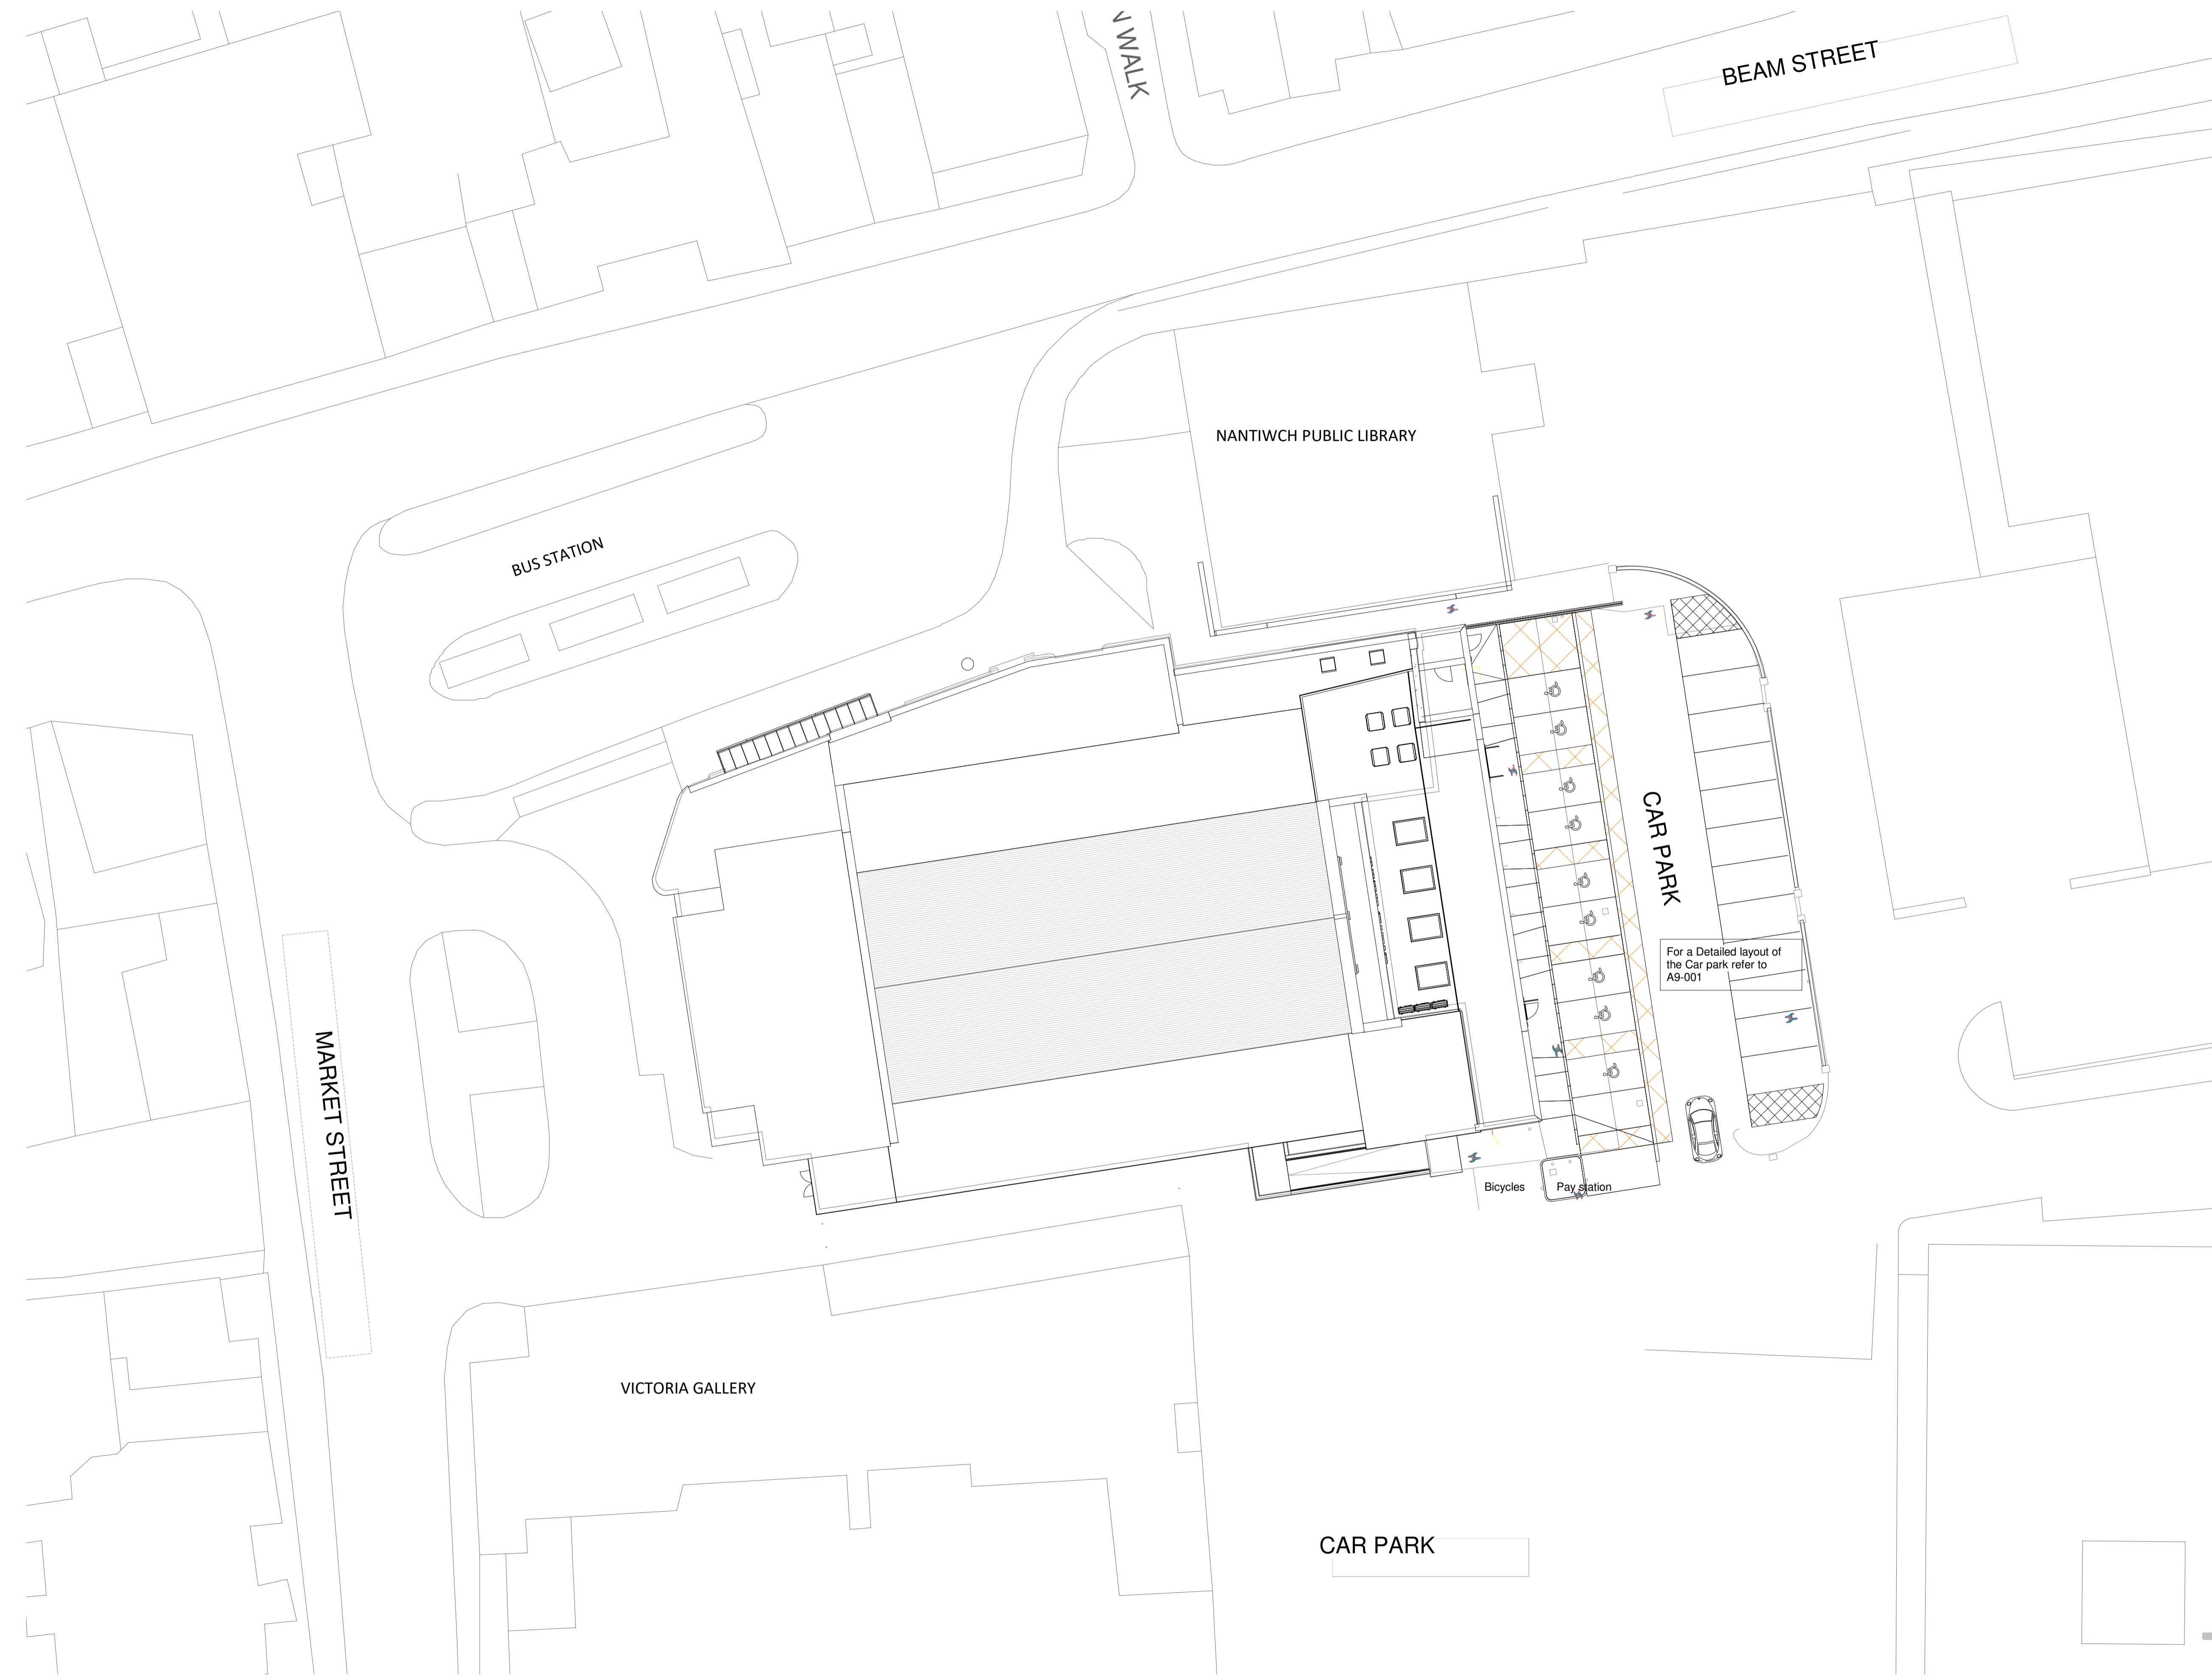 N WALK
BEAM STREET
NANTIWCH PUBLIC LIBRARY
BUS STATION
CAR PARK
For a Detailed layout of
the Car park refer to
A9-001
MARKET STREET
Bicycles
Pay station
VICTORIA GALLERY
CAR PARK